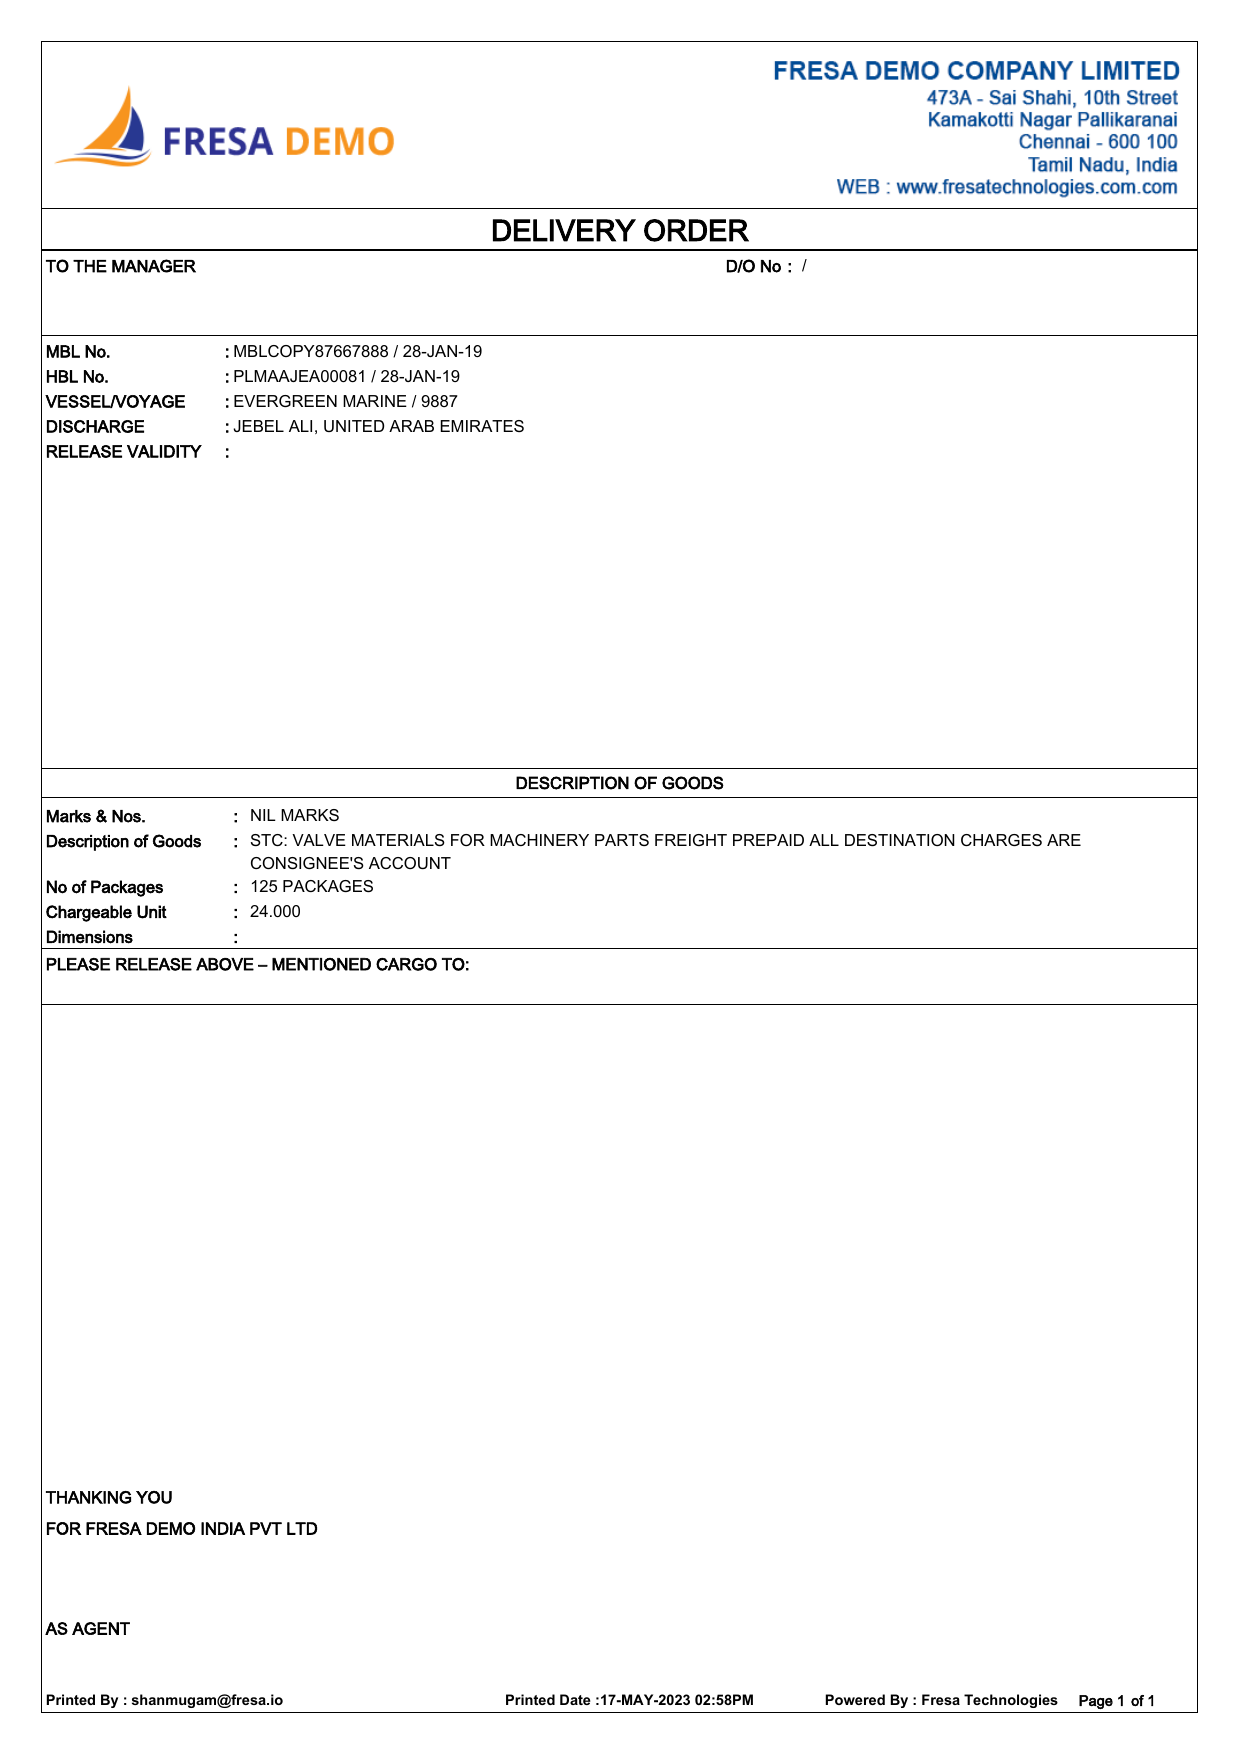 FRESA DEMO
FRESA DEMO COMPANY LIMITED
473A - Sai Shahi, 10th Street
Kamakotti Nagar Pallikaranai
Chennai - 600 100
Tamil Nadu, India
WEB : www.fresatechnologies.com.com
DELIVERY ORDER
TO THE MANAGER D/O No : /
MBL No. : MBLCOPY87667888 / 28-JAN-19
HBL No. : PLMAAJEA00081 / 28-JAN-19
VESSEL/VOYAGE : EVERGREEN MARINE / 9887
DISCHARGE : JEBEL ALI, UNITED ARAB EMIRATES
RELEASE VALIDITY :
DESCRIPTION OF GOODS
Marks & Nos. : NIL MARKS
Description of Goods : STC: VALVE MATERIALS FOR MACHINERY PARTS FREIGHT PREPAID ALL DESTINATION CHARGES ARE
CONSIGNEE'S ACCOUNT
No of Packages : 125 PACKAGES
Chargeable Unit : 24.000
Dimensions :
PLEASE RELEASE ABOVE – MENTIONED CARGO TO:
THANKING YOU
FOR FRESA DEMO INDIA PVT LTD
AS AGENT
Printed By : shanmugam@fresa.io Printed Date :17-MAY-2023 02:58PM Powered By : Fresa Technologies Page 1 of 1